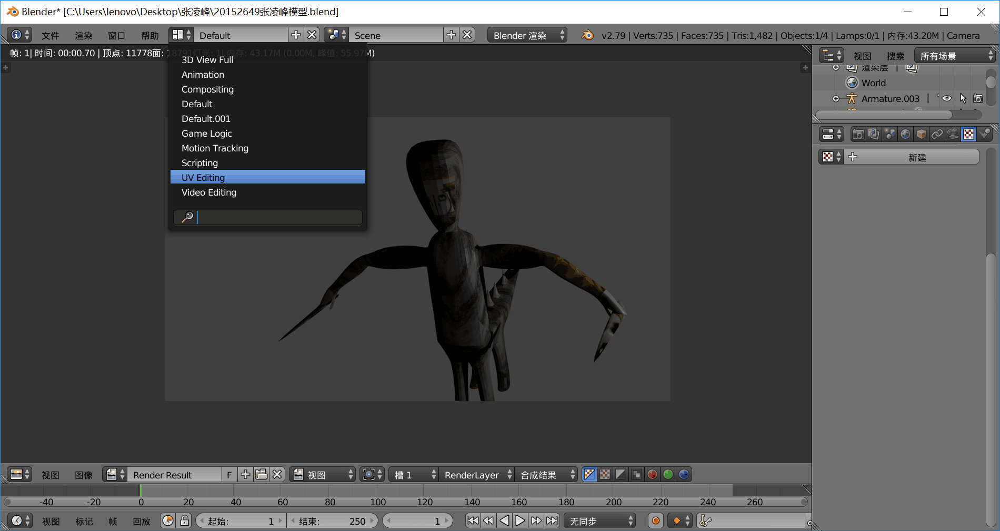 Blender* [C:\Users\lenovo\Desktop\张凌峰\20152649张凌峰模型.blend]
文件 渲染 窗口 帮助 Default Scene Blender 渲染 v2.79 | Verts:735 | Faces:735 | Tris:1,482 | Objects:1/4 | Lamps:0/1 | 内存:43.20M | Camera
帧: 1| 时间: 00:00.70 | 顶点: 11778面: 18791灯光: 1| 内存: 43.17M (0.00M, 峰值: 55.97M)
视图 搜索 所有场景
3D View Full
Animation
Compositing
Default
Default.001
Game Logic
Motion Tracking
Scripting
UV Editing
Video Editing
渲染层 |
World
Armature.003 |
新建
视图 图像 Render Result F 视图 槽 1 RenderLayer 合成结果
-40 -20 0 20 40 60 80 100 120 140 160 180 200 220 240 260
视图 标记 帧 回放 起始: 1 结束: 250 1 无同步